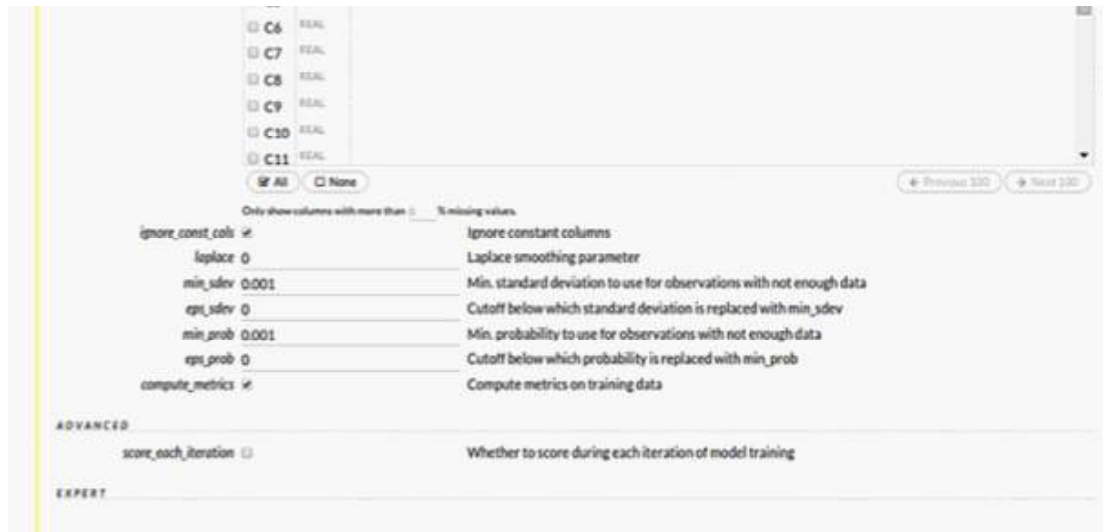 C6 REAL
C7 REAL
C8 REAL
C9 REAL
C10 REAL
C11 REAL
All None ← Previous 100 → Next 100
Only show columns with more than 0 % missing values.
ignore_const_cols Ignore constant columns
laplace 0 Laplace smoothing parameter
min_sdev 0.001 Min. standard deviation to use for observations with not enough data
eps_sdev 0 Cutoff below which standard deviation is replaced with min_sdev
min_prob 0.001 Min. probability to use for observations with not enough data
eps_prob 0 Cutoff below which probability is replaced with min_prob
compute_metrics Compute metrics on training data
ADVANCED
score_each_iteration Whether to score during each iteration of model training
EXPERT